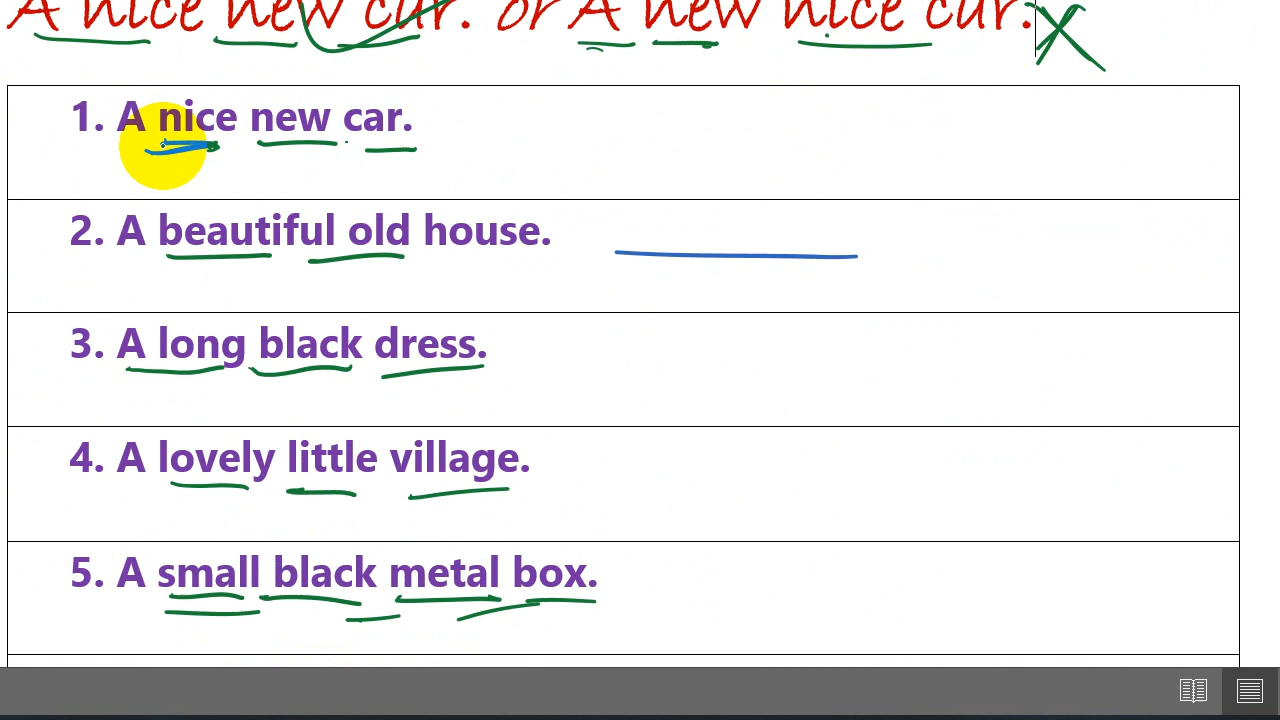 A nice new car. or A new nice car.
1. A nice new car.
2. A beautiful old house.
3. A long black dress.
4. A lovely little village.
5. A small black metal box.